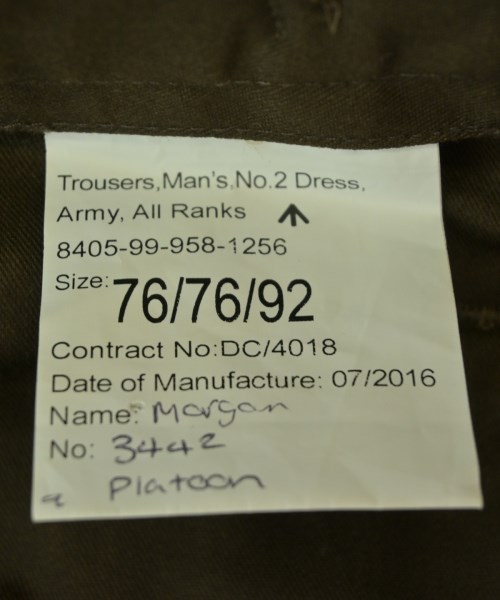 Trousers,Man's,No.2 Dress,
Army, All Ranks
8405-99-958-1256
Size: 76/76/92
Contract No:DC/4018
Date of Manufacture: 07/2016
Name: Morgan
No: 3442
9 Platoon